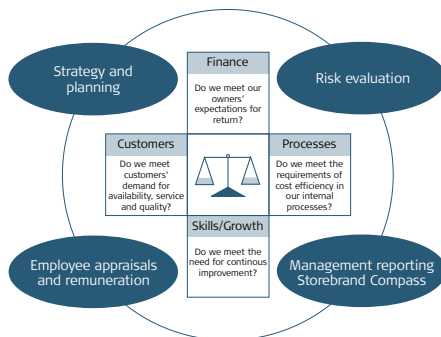 Strategy and
planning
Finance
Do we meet our
owners'
expectations for
return?
Risk evaluation
Customers
Do we meet
customers'
demand for
availability, service
and quality?
Processes
Do we meet the
requirements of
cost efficiency in
our internal
processes?
Skills/Growth
Do we meet the
need for continous
improvement?
Employee appraisals
and remuneration
Management reporting
Storebrand Compass